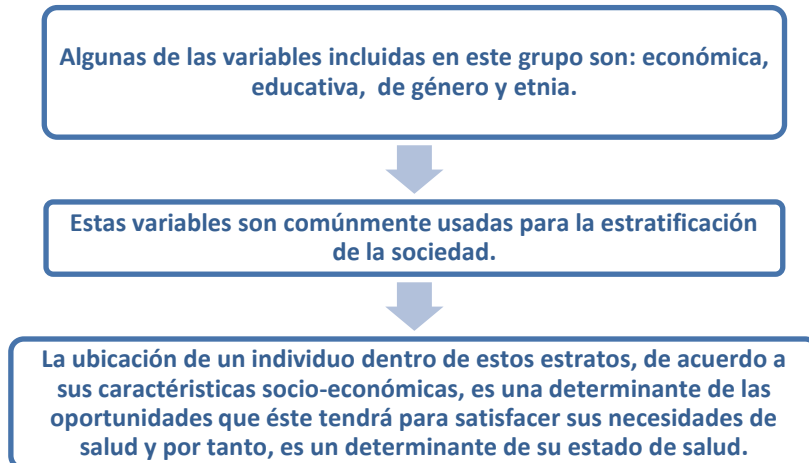 Algunas de las variables incluidas en este grupo son: económica,
educativa, de género y etnia.
Estas variables son comúnmente usadas para la estratificación
de la sociedad.
La ubicación de un individuo dentro de estos estratos, de acuerdo a
sus caractéristicas socio-económicas, es una determinante de las
oportunidades que éste tendrá para satisfacer sus necesidades de
salud y por tanto, es un determinante de su estado de salud.